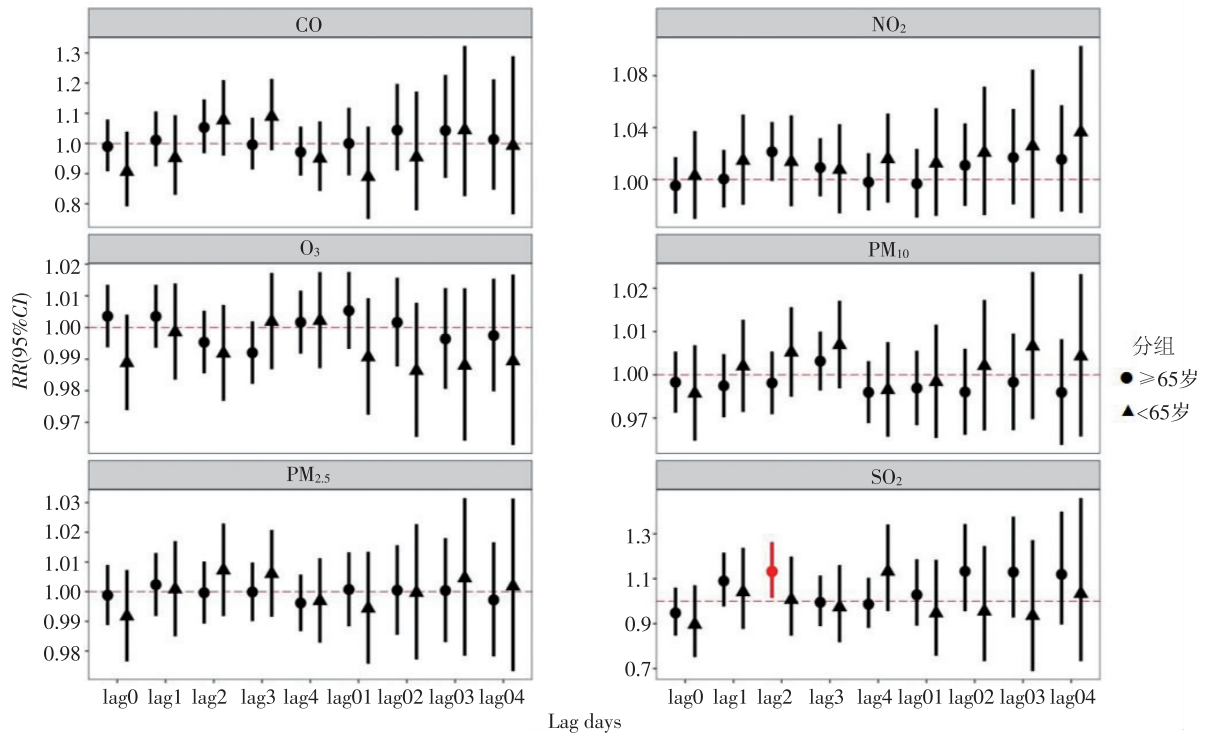 CO
1.3
1.2
1.1
1.0
0.9
0.8
NO₂
1.08
1.04
1.00
O₃
1.02
1.01
1.00
0.99
0.98
0.97
PM₁₀
1.02
1.01
1.00
0.97
PM₂.₅
1.03
1.02
1.01
1.00
0.99
0.98
SO₂
1.3
1.1
0.9
0.7
RR(95%CI)
lag0 lag1 lag2 lag3 lag4 lag01 lag02 lag03 lag04
lag0 lag1 lag2 lag3 lag4 lag01 lag02 lag03 lag04
Lag days
分组
≥65岁
<65岁